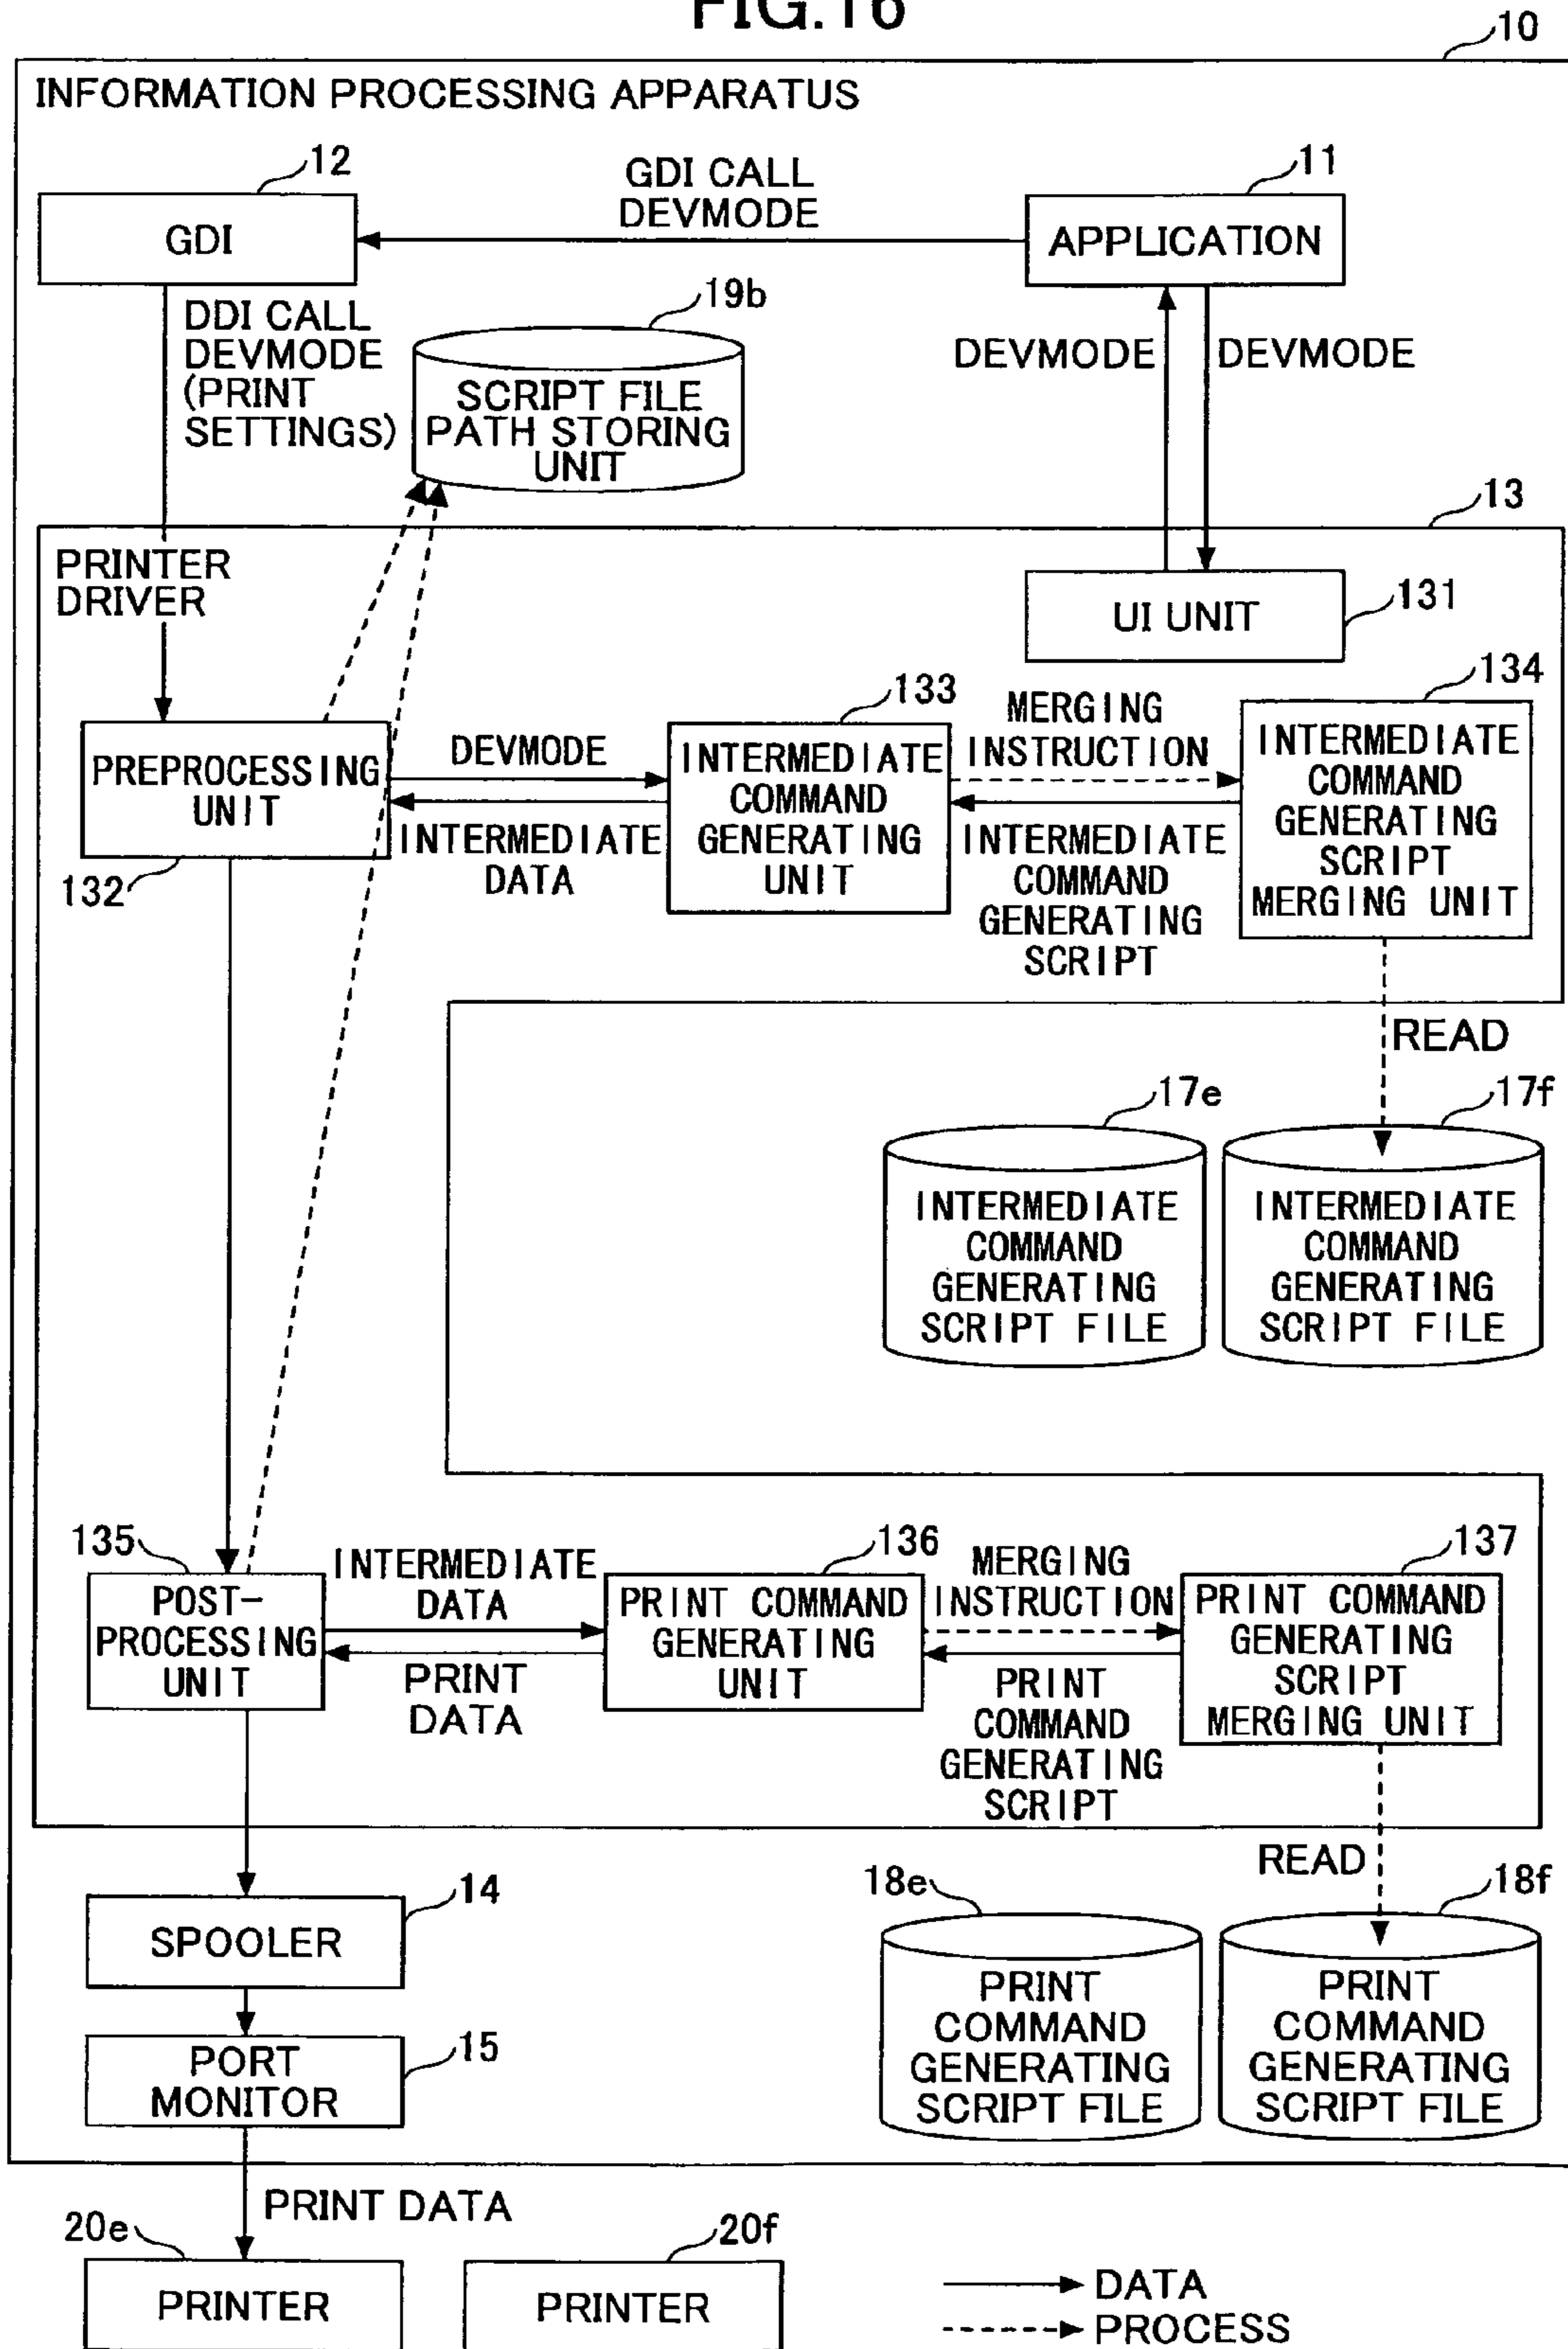 FIG.16
10
INFORMATION PROCESSING APPARATUS
12
GDI CALL
DEVMODE
11
GDI
APPLICATION
DDI CALL
DEVMODE
(PRINT
SETTINGS)
19b
SCRIPT FILE
PATH STORING
UNIT
DEVMODE
DEVMODE
13
PRINTER
DRIVER
UI UNIT
131
133
MERGING
INSTRUCTION
134
PREPROCESSING
UNIT
132
DEVMODE
INTERMEDIATE
DATA
INTERMEDIATE
COMMAND
GENERATING
UNIT
INTERMEDIATE
COMMAND
GENERATING
SCRIPT
INTERMEDIATE
COMMAND
GENERATING
SCRIPT
MERGING UNIT
READ
17e
17f
INTERMEDIATE
COMMAND
GENERATING
SCRIPT FILE
INTERMEDIATE
COMMAND
GENERATING
SCRIPT FILE
135
INTERMEDIATE
DATA
136
MERGING
INSTRUCTION
137
POST-
PROCESSING
UNIT
PRINT
DATA
PRINT COMMAND
GENERATING
UNIT
PRINT
COMMAND
GENERATING
SCRIPT
PRINT COMMAND
GENERATING
SCRIPT
MERGING UNIT
READ
14
18e
18f
SPOOLER
PRINT
COMMAND
GENERATING
SCRIPT FILE
PRINT
COMMAND
GENERATING
SCRIPT FILE
15
PORT
MONITOR
PRINT DATA
20e
20f
PRINTER
PRINTER
DATA
PROCESS